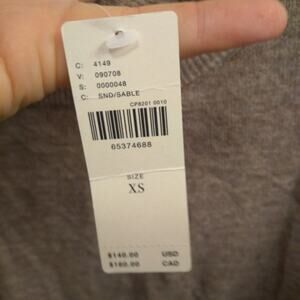 C: 4149
V: 090708
S: 0000048
C: SND/SABLE
CP8201 0010
65374688
SIZE
XS
$140.00 USD
$160.00 CAD